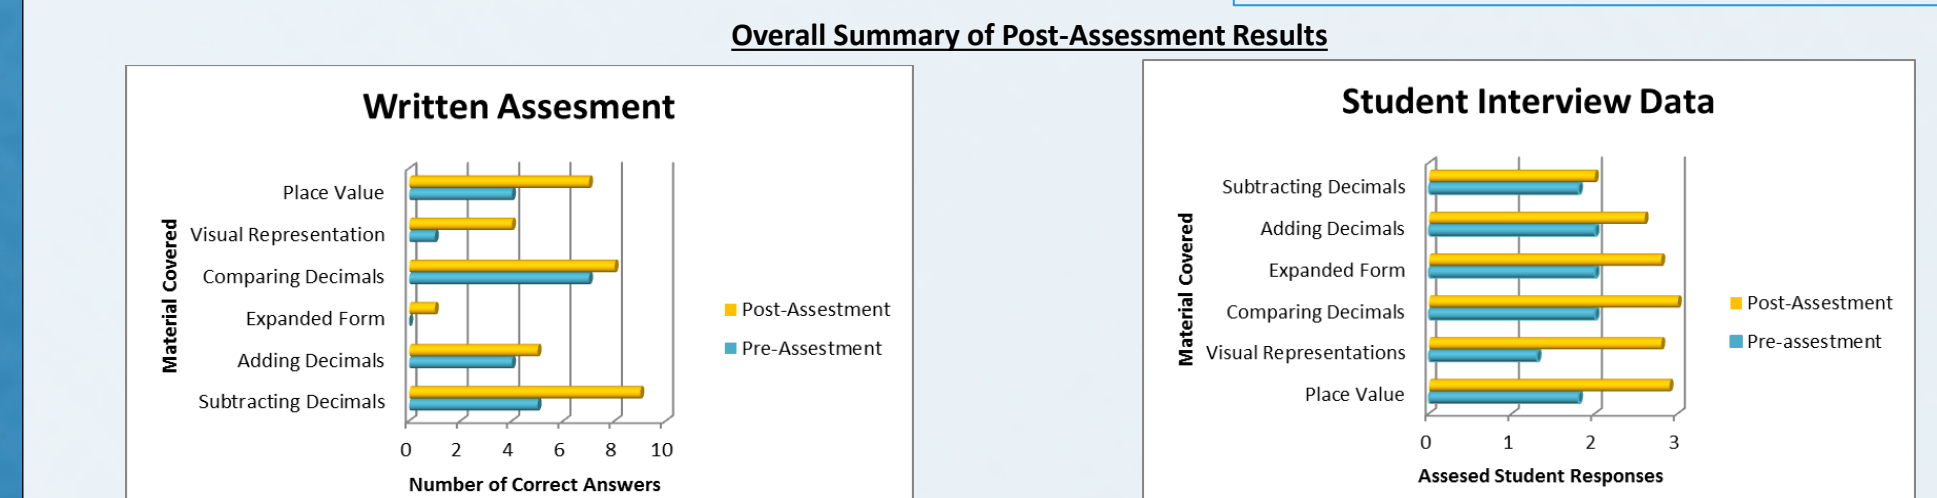 Overall Summary of Post-Assessment Results
Written Assesment
Material Covered
Place Value
Visual Representation
Comparing Decimals
Expanded Form
Adding Decimals
Subtracting Decimals
0 2 4 6 8 10
Number of Correct Answers
Post-Assestment
Pre-Assestment
Student Interview Data
Material Covered
Subtracting Decimals
Adding Decimals
Expanded Form
Comparing Decimals
Visual Representations
Place Value
0 1 2 3
Assesed Student Responses
Post-Assestment
Pre-assestment